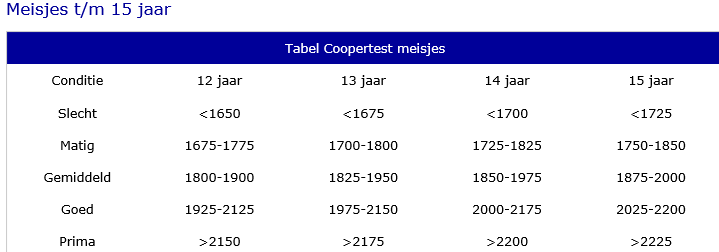 Meisjes t/m 15 jaar
Tabel Coopertest meisjes
Conditie 12 jaar 13 jaar 14 jaar 15 jaar
Slecht <1650 <1675 <1700 <1725
Matig 1675-1775 1700-1800 1725-1825 1750-1850
Gemiddeld 1800-1900 1825-1950 1850-1975 1875-2000
Goed 1925-2125 1975-2150 2000-2175 2025-2200
Prima >2150 >2175 >2200 >2225